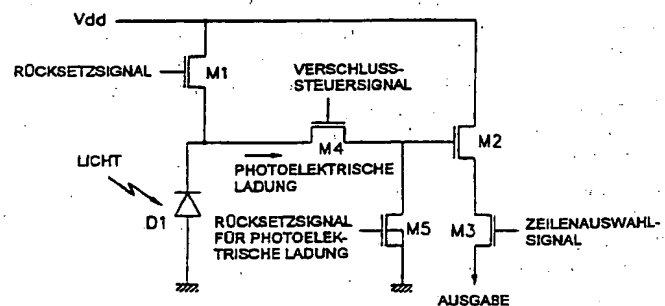 Vdd
RÜCKSETZSIGNAL
M1
VERSCHLUSS-
STEUERSIGNAL
M4
M2
LICHT
PHOTOELEKTRISCHE
LADUNG
D1
RÜCKSETZSIGNAL
FÜR PHOTOELEK-
TRISCHE LADUNG
M5
M3
ZEILENAUSWAHL-
SIGNAL
AUSGABE